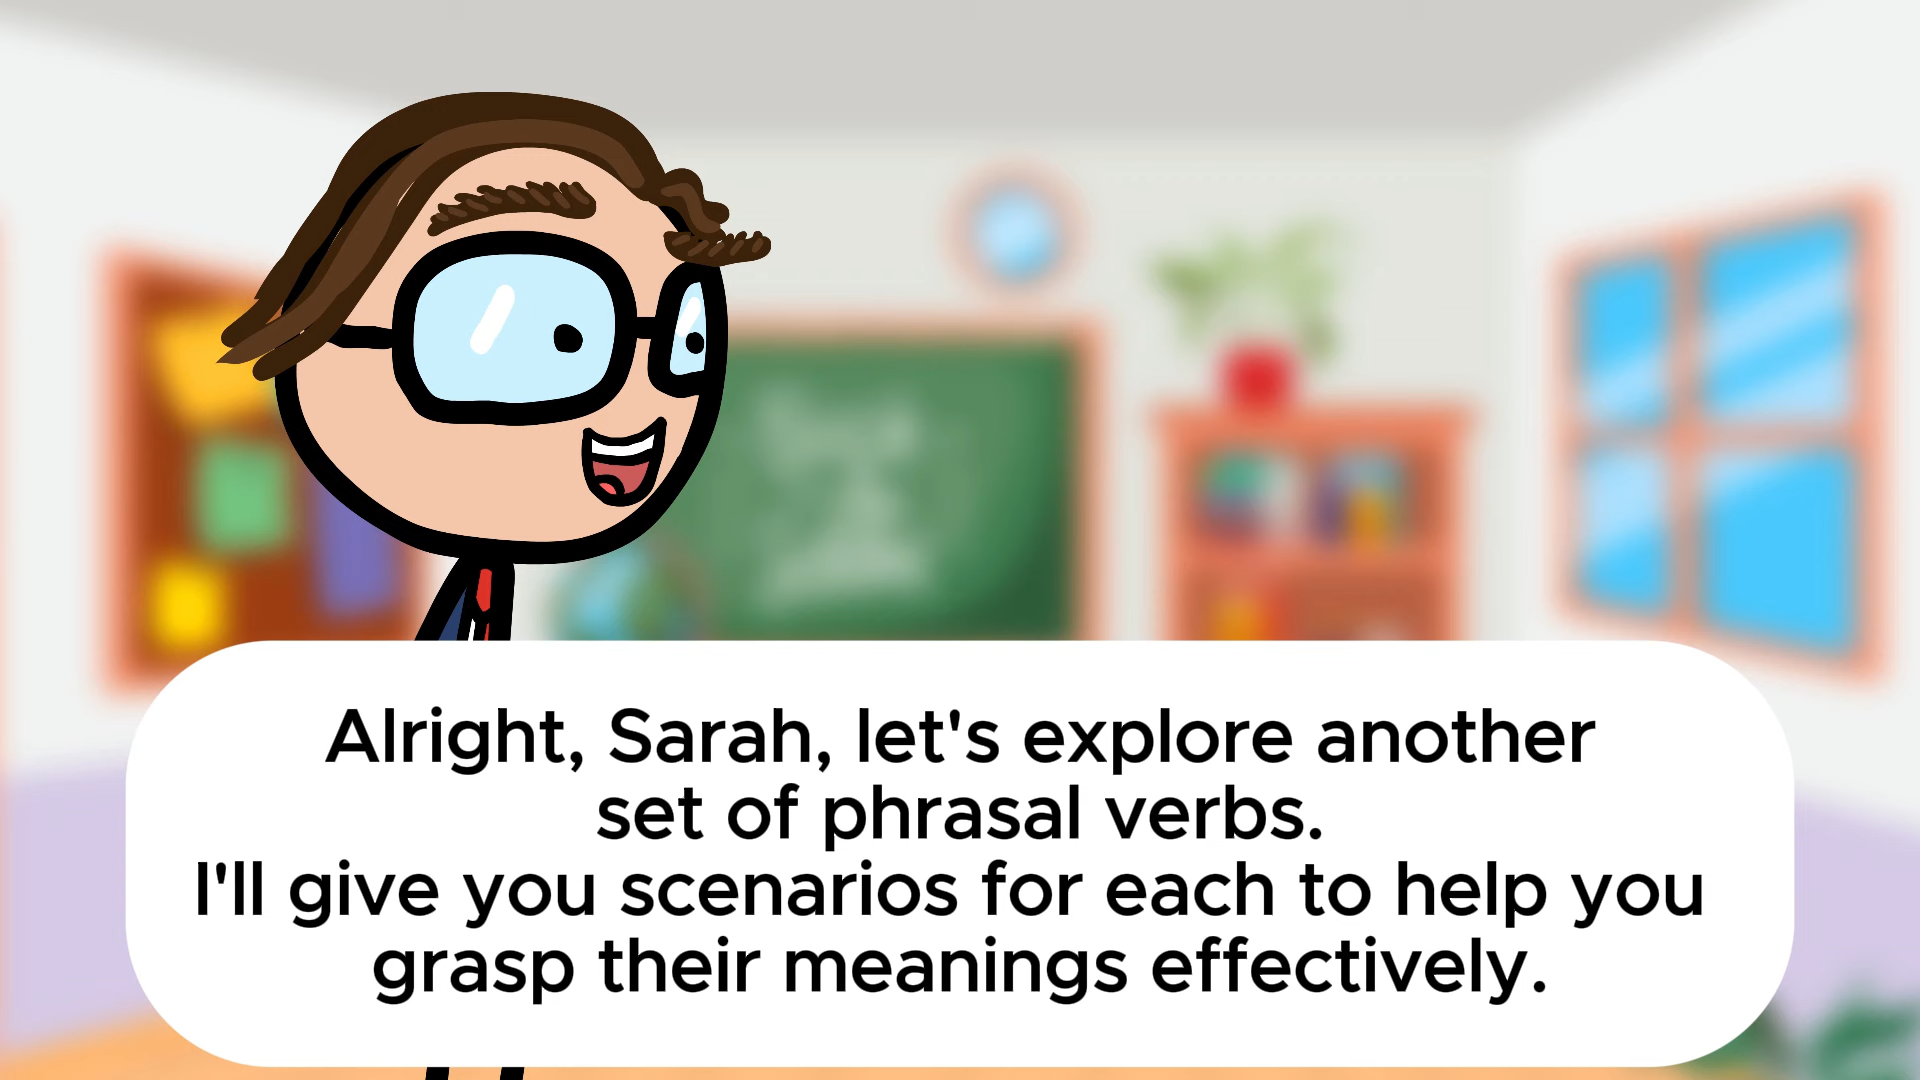 Alright, Sarah, let's explore another
set of phrasal verbs.
I'll give you scenarios for each to help you
grasp their meanings effectively.